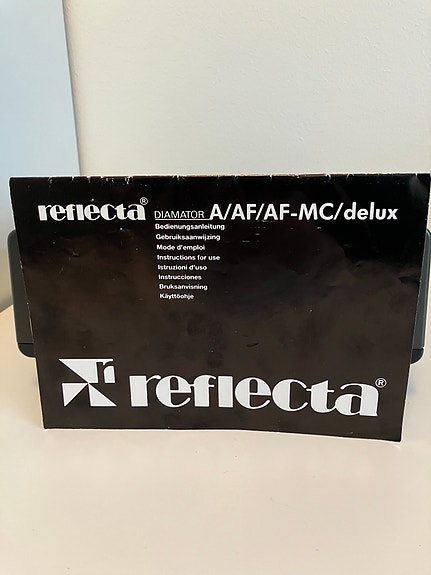 reflecta® DIAMATOR A/AF/AF-MC/delux
Bedienungsanleitung
Gebruiksaanwijzing
Mode d'emploi
Instructions for use
Istruzioni d'uso
Instrucciones
Bruksanvisning
Käyttöohje
r reflecta®